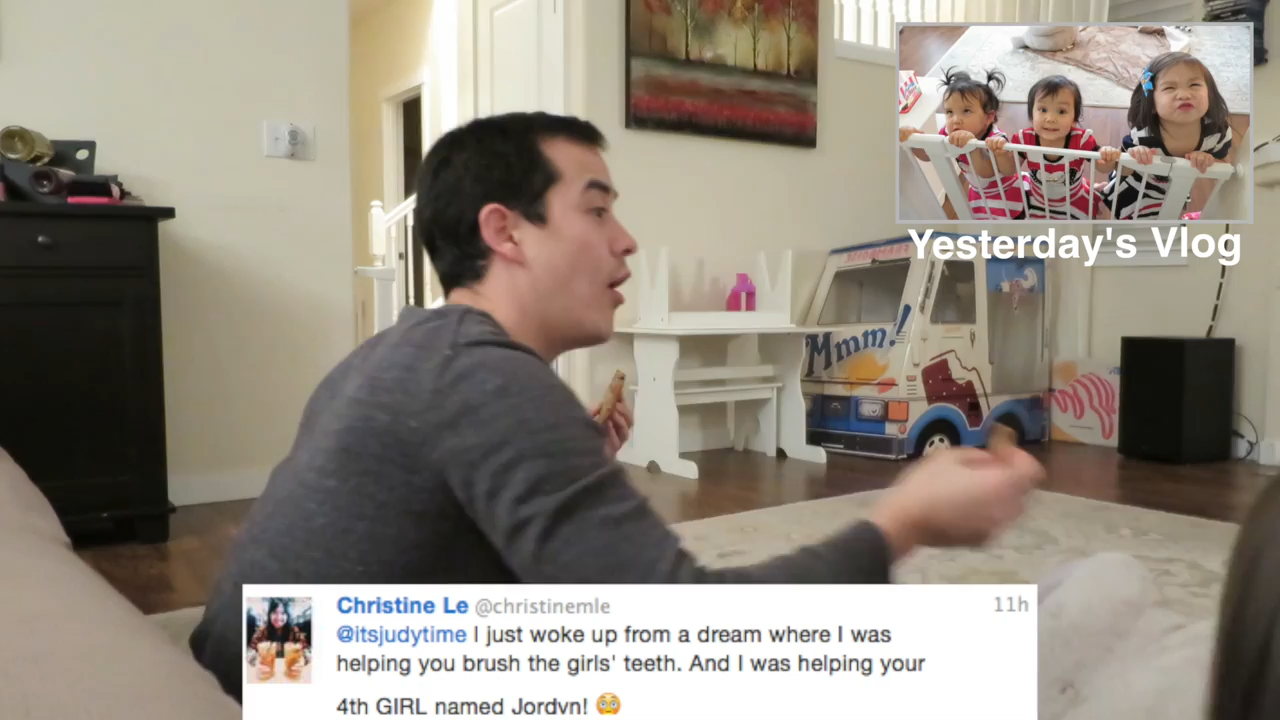 Yesterday's Vlog
Mmm!
Christine Le @christinemle 11h
@itsjudytime I just woke up from a dream where I was
helping you brush the girls' teeth. And I was helping your
4th GIRL named Jordyn! 😳